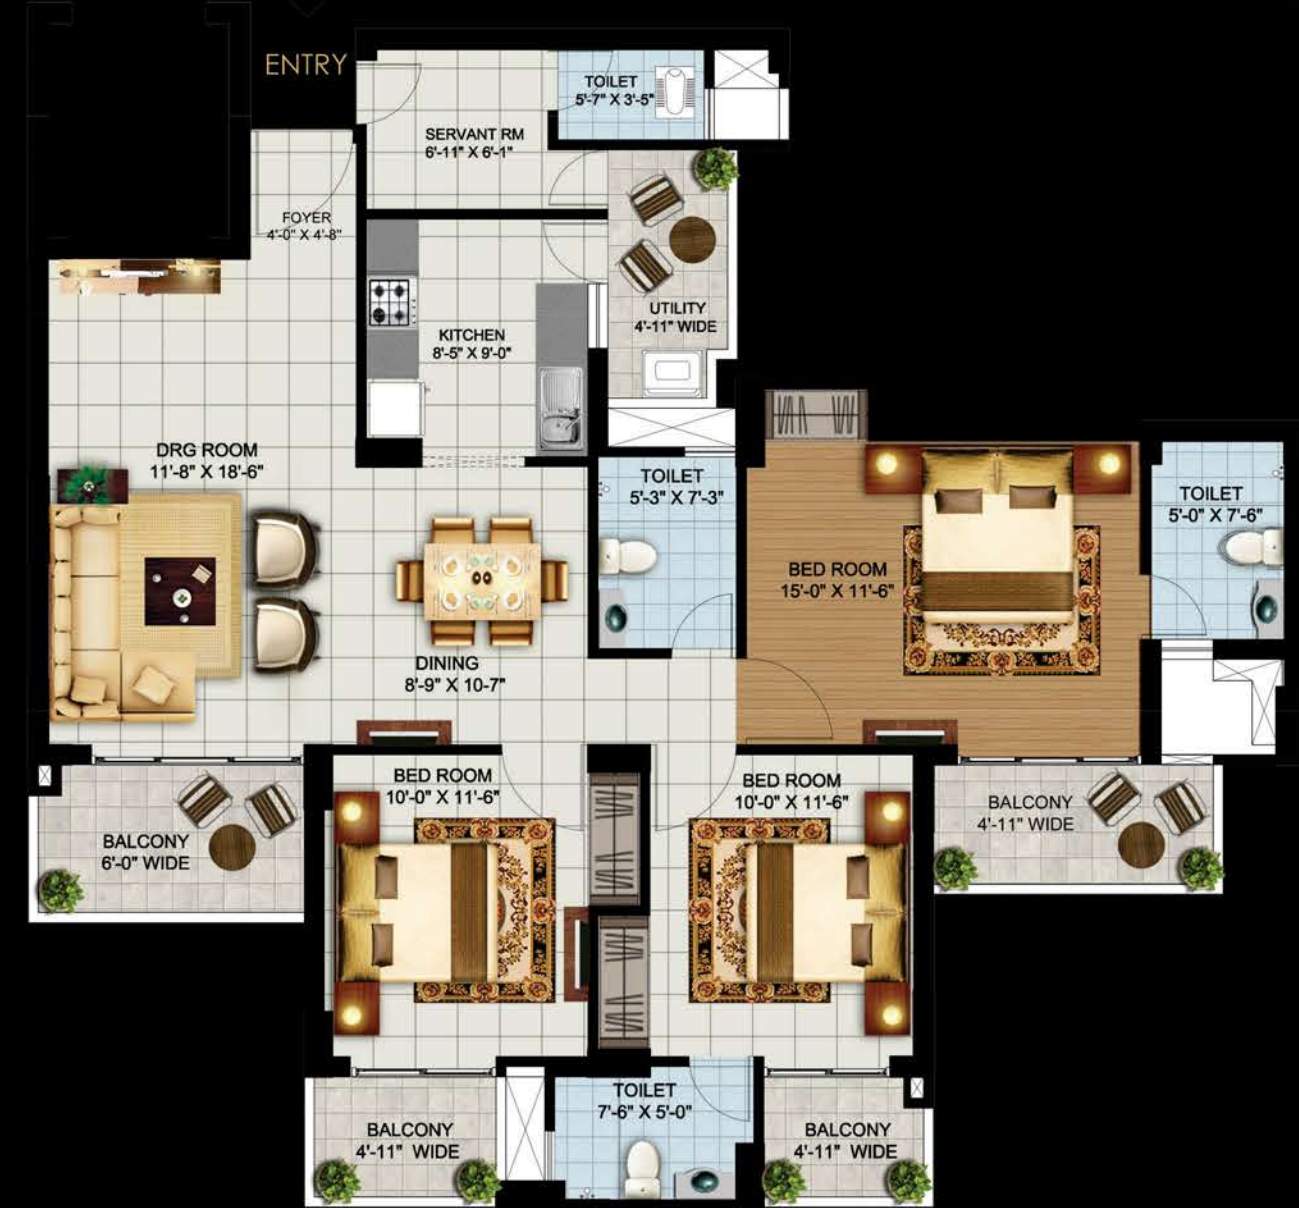 ENTRY
TOILET
5'-7" X 3'-5"
SERVANT RM
6'-11" X 6'-1"
FOYER
4'-0" X 4'-8"
UTILITY
4'-11" WIDE
KITCHEN
8'-5" X 9'-0"
DRG ROOM
11'-8" X 18'-6"
TOILET
5'-3" X 7'-3"
TOILET
5'-0" X 7'-6"
BED ROOM
15'-0" X 11'-6"
DINING
8'-9" X 10-7"
BED ROOM
10'-0" X 11'-6"
BED ROOM
10'-0" X 11'-6"
BALCONY
4'-11" WIDE
BALCONY
6'-0" WIDE
TOILET
7'-6" X 5'-0"
BALCONY
4'-11" WIDE
BALCONY
4'-11" WIDE